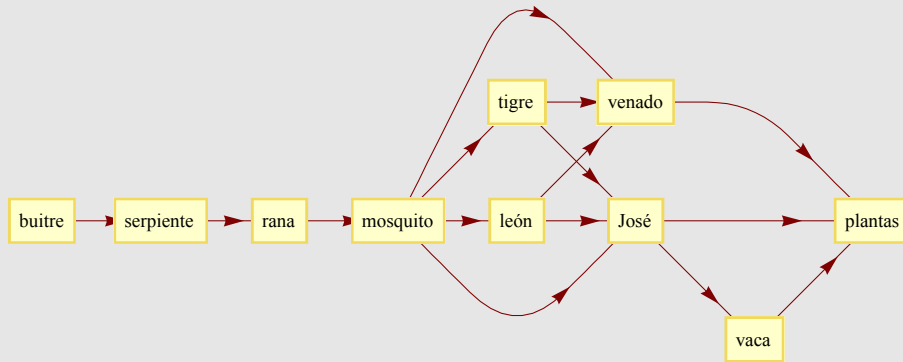 tigre
venado
buitre
serpiente
rana
mosquito
león
José
plantas
vaca